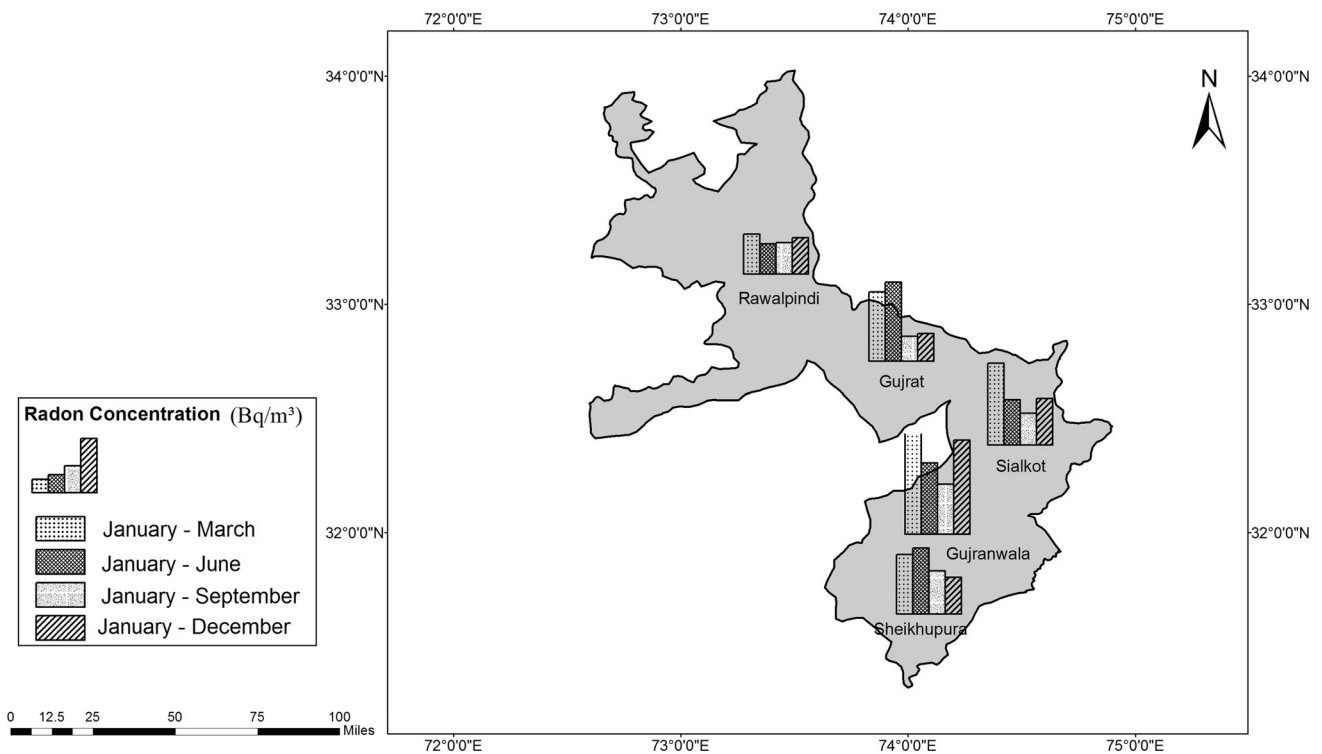 72°0'0"E 73°0'0"E 74°0'0"E 75°0'0"E
34°0'0"N 34°0'0"N
N
Rawalpindi
33°0'0"N 33°0'0"N
Gujrat
Radon Concentration (Bq/m³)
Sialkot
January - March
32°0'0"N 32°0'0"N
Gujranwala
January - June
January - September
January - December
Sheikhupura
0 12.5 25 50 75 100
Miles
72°0'0"E 73°0'0"E 74°0'0"E 75°0'0"E